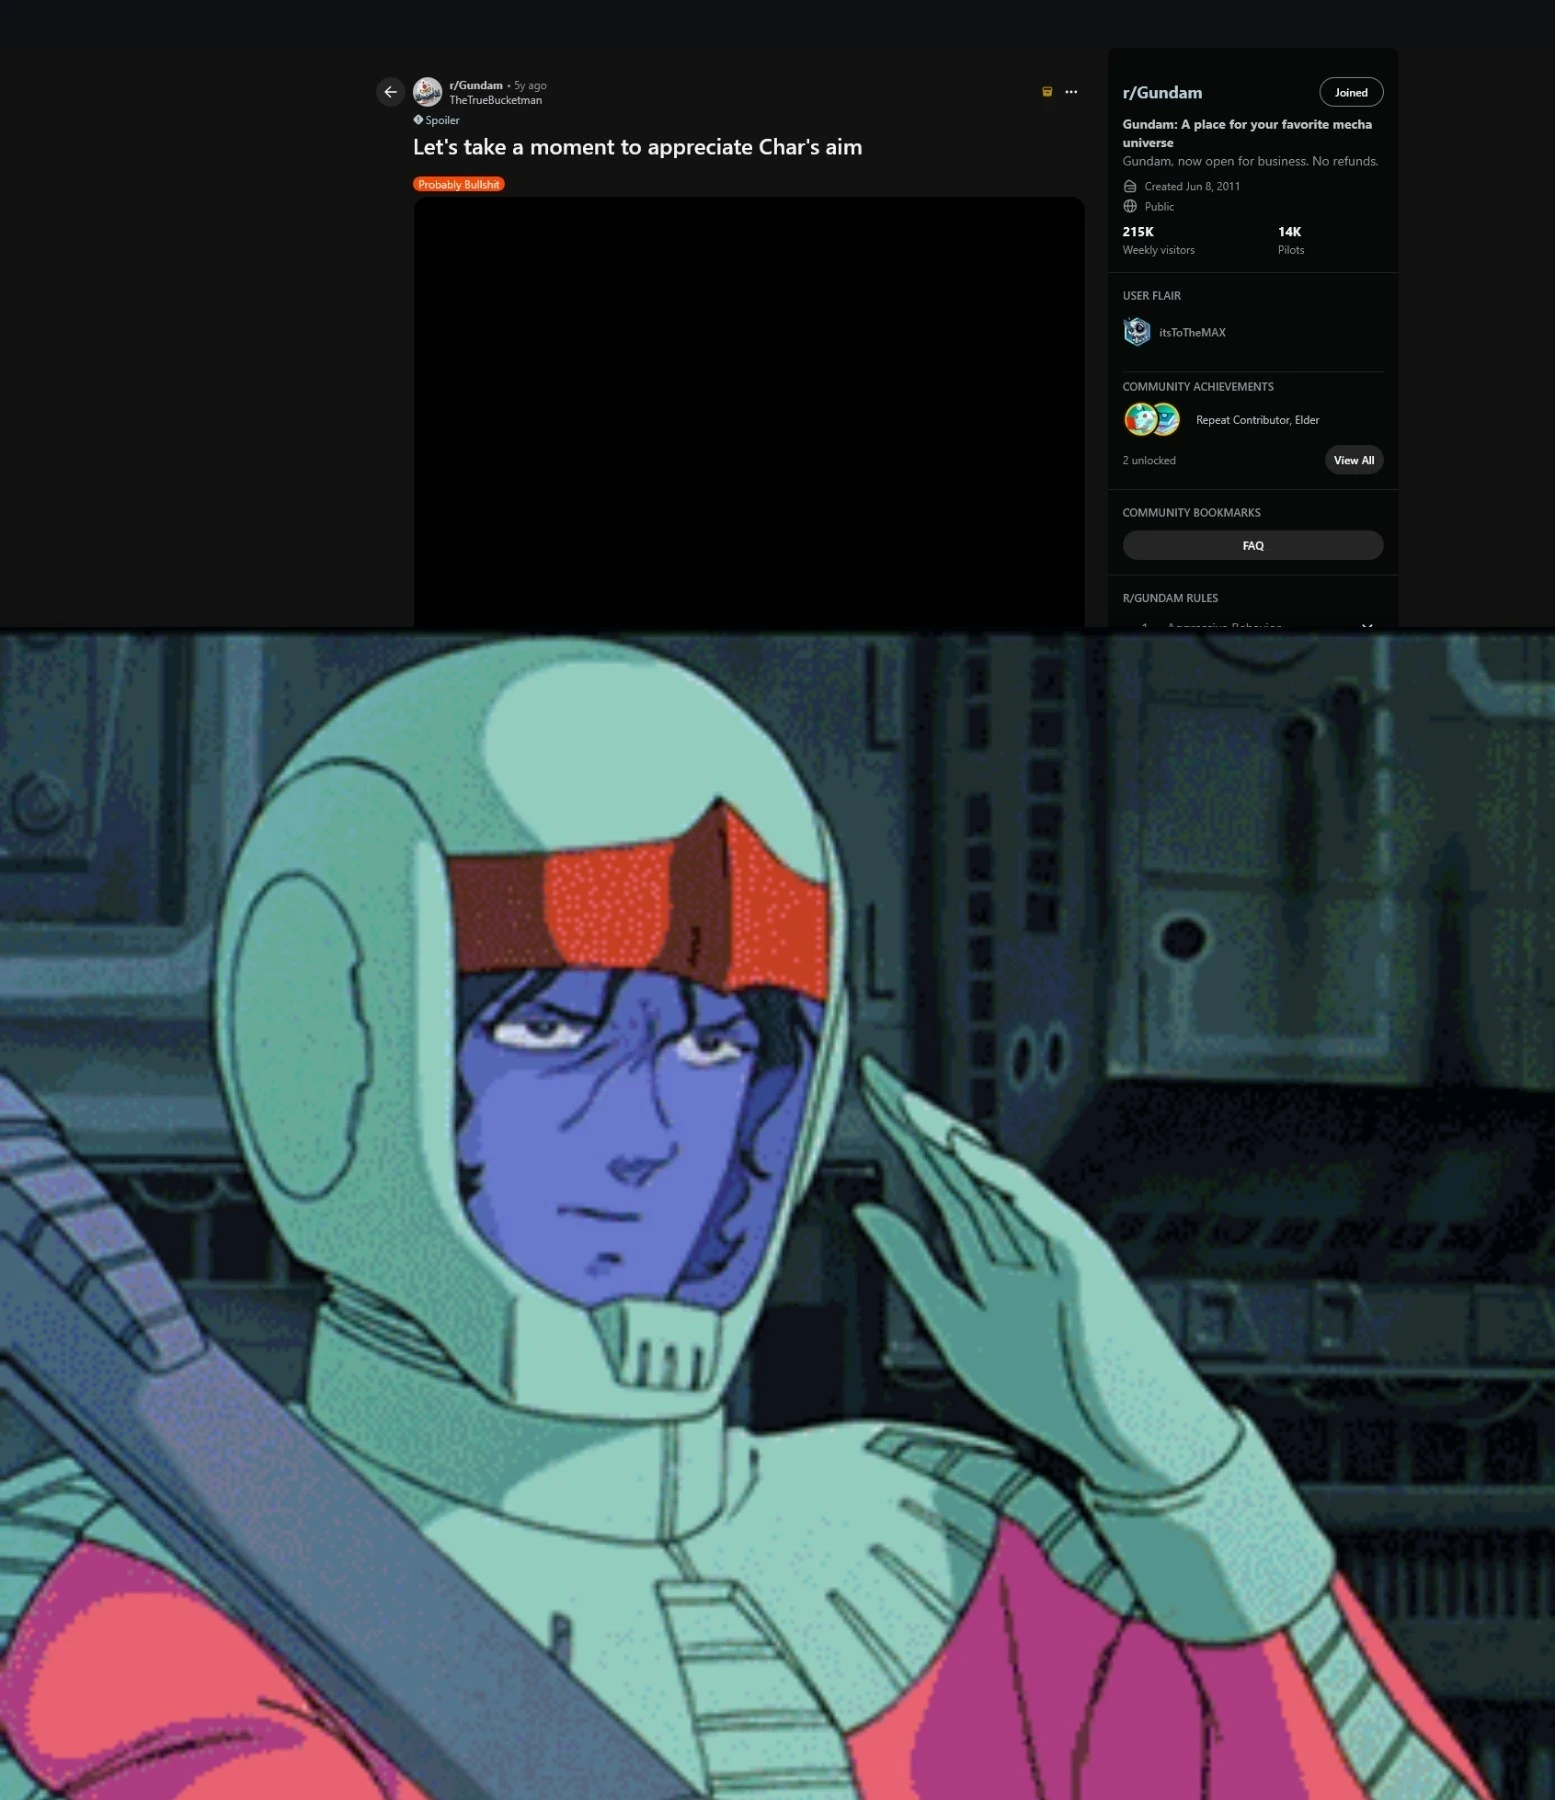 r/Gundam • 5y ago
TheTrueBucketman
Spoiler
Let's take a moment to appreciate Char's aim
Probably Bullshit
r/Gundam
Joined
Gundam: A place for your favorite mecha
universe
Gundam, now open for business. No refunds.
Created Jun 8, 2011
Public
215K
14K
Weekly visitors
Pilots
USER FLAIR
itsToTheMAX
COMMUNITY ACHIEVEMENTS
Repeat Contributor, Elder
2 unlocked
View All
COMMUNITY BOOKMARKS
FAQ
R/GUNDAM RULES
1 Aggressive Behavior